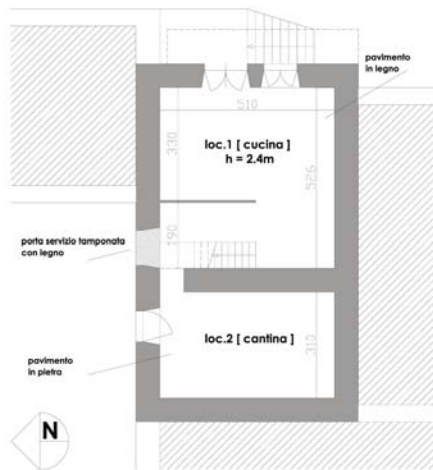 pavimento
in legno
510
loc.1 [ cucina ]
h = 2.4m
330
526
190
porta servizio tamponata
con legno
loc.2 [ cantina ]
310
pavimento
in pietra
N